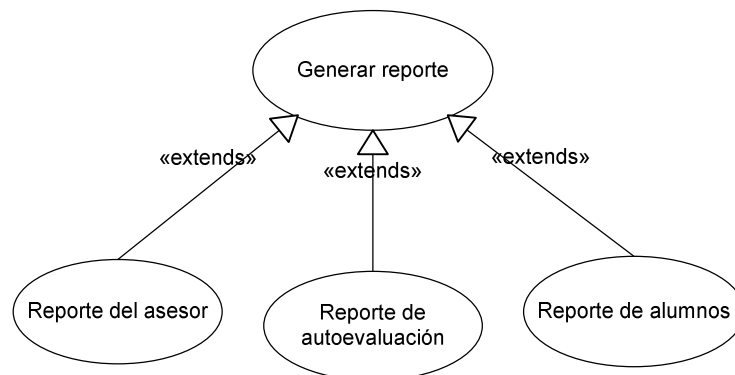 Generar reporte
«extends»
«extends»
«extends»
Reporte del asesor
Reporte de
autoevaluación
Reporte de alumnos